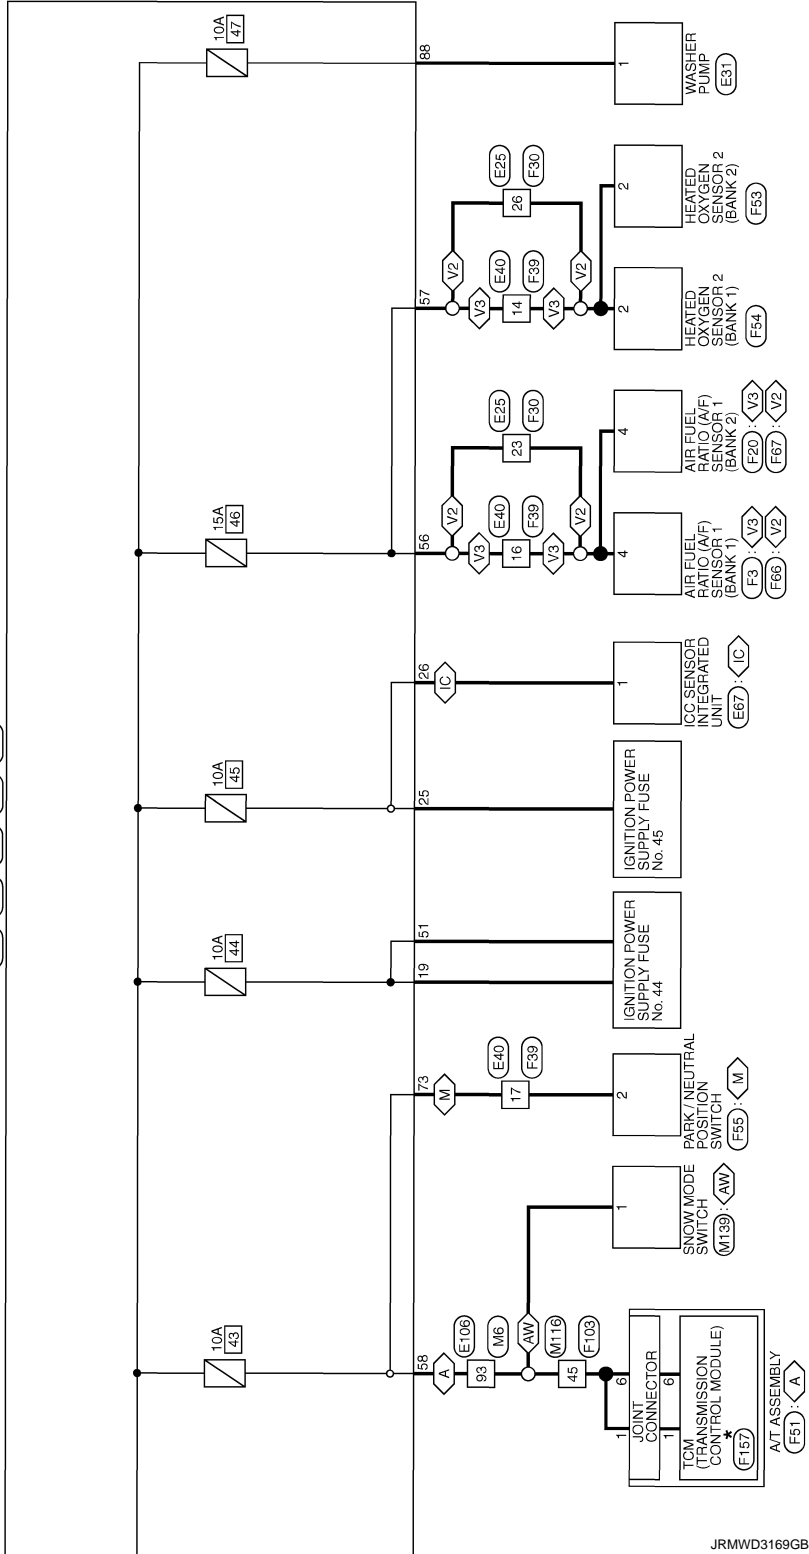 10A
47
88
1
WASHER
PUMP
E31
E25
F30
26
V2
V2
E40
F39
57
V3
14
V3
2
HEATED
OXYGEN
SENSOR 2
(BANK 2)
F53
2
HEATED
OXYGEN
SENSOR 2
(BANK 1)
F54
15A
46
E25
F30
23
V2
V2
E40
F39
56
V3
16
V3
4
AIR FUEL
RATIO (A/F)
SENSOR 1
(BANK 2)
F20 : V3
F67 : V2
4
AIR FUEL
RATIO (A/F)
SENSOR 1
(BANK 1)
F3 : V3
F66 : V2
10A
45
26
IC
1
ICC SENSOR
INTEGRATED
UNIT
E67 : IC
25
IGNITION POWER
SUPPLY FUSE
No. 45
10A
44
51
19
IGNITION POWER
SUPPLY FUSE
No. 44
73
M
E40
F39
17
2
PARK / NEUTRAL
POSITION
SWITCH
F55 : M
1
SNOW MODE
SWITCH
M139 : AW
10A
43
58
A
E106
M6
93
AW
M116
F103
45
1
6
JOINT
CONNECTOR
1
6
TCM
(TRANSMISSION
CONTROL MODULE)
*
F157
A/T ASSEMBLY
F51 : A
JRMWD3169GB